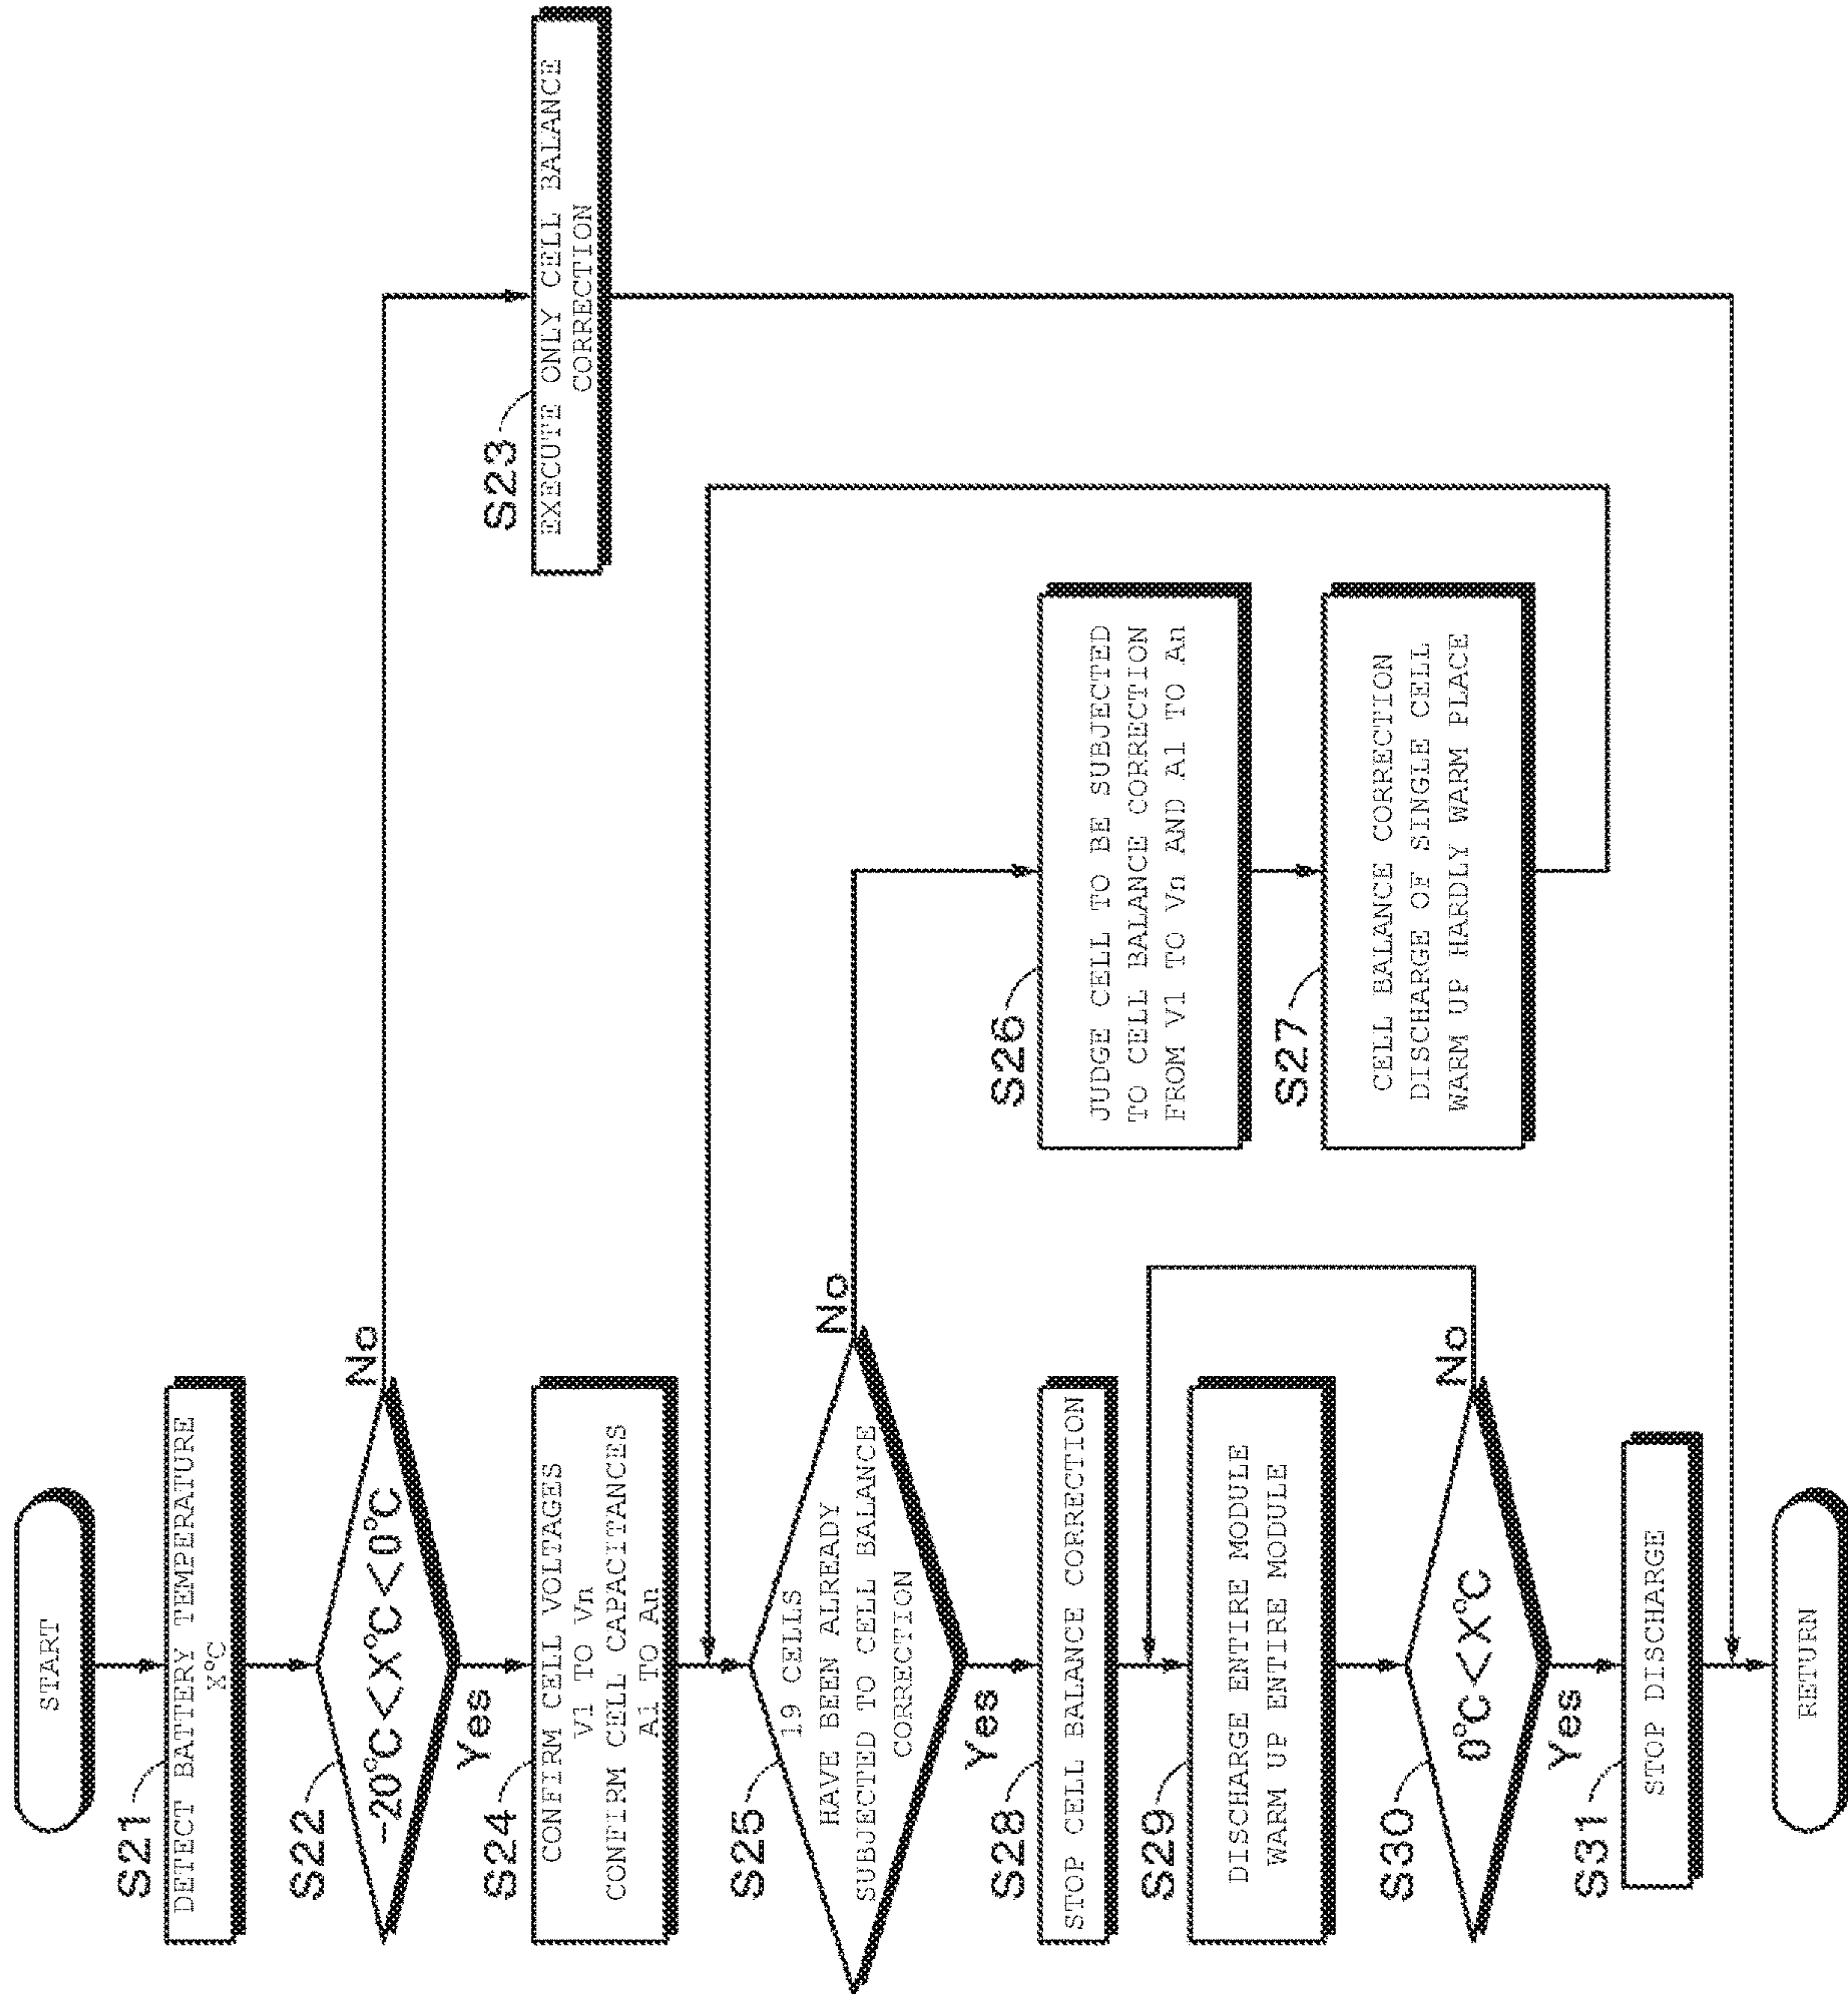 START
S21
DETECT BATTERY TEMPERATURE
X°C
S22
-20°C<X°C<0°C
No
Yes
S23
EXECUTE ONLY CELL BALANCE
CORRECTION
S24
CONFIRM CELL VOLTAGES
V1 TO Vn
CONFIRM CELL CAPACITANCES
A1 TO An
S25
19 CELLS
HAVE BEEN ALREADY
SUBJECTED TO CELL BALANCE
CORRECTION
No
Yes
S26
JUDGE CELL TO BE SUBJECTED
TO CELL BALANCE CORRECTION
FROM V1 TO Vn AND A1 TO An
S27
CELL BALANCE CORRECTION
DISCHARGE OF SINGLE CELL
WARM UP HARDLY WARM PLACE
S28
STOP CELL BALANCE CORRECTION
S29
DISCHARGE ENTIRE MODULE
WARM UP ENTIRE MODULE
S30
0°C<X°C
No
Yes
S31
STOP DISCHARGE
RETURN